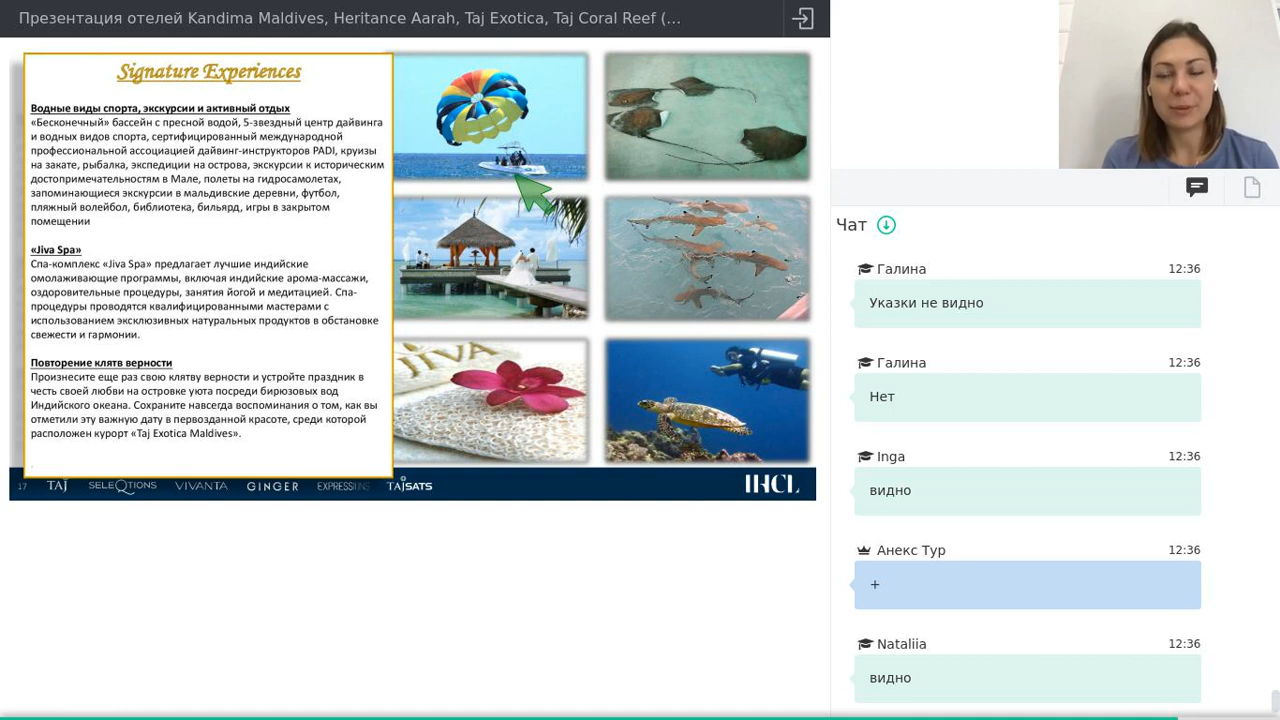 Презентация отелей Kandima Maldives, Heritance Aarah, Taj Exotica, Taj Coral Reef (...
Signature Experiences
Водные виды спорта, экскурсии и активный отдых
«Бесконечный» бассейн с пресной водой, 5-звездный центр дайвинга
и водных видов спорта, сертифицированный международной
профессиональной ассоциацией дайвинг-инструкторов PADI, круизы
на закате, рыбалка, экспедиции на острова, экскурсии к историческим
достопримечательностям в Мале, полеты на гидросамолетах,
запоминающиеся экскурсии в мальдивские деревни, футбол,
пляжный волейбол, библиотека, бильярд, игры в закрытом
помещении
«Jiva Spa»
Спа-комплекс «Jiva Spa» предлагает лучшие индийские
омолаживающие программы, включая индийские арома-массажи,
оздоровительные процедуры, занятия йогой и медитацией. Спа-
процедуры проводятся квалифицированными мастерами с
использованием эксклюзивных натуральных продуктов в обстановке
свежести и гармонии.
Повторение клятв верности
Произнесите еще раз свою клятву верности и устройте праздник в
честь своей любви на островке уюта посреди бирюзовых вод
Индийского океана. Сохраните навсегда воспоминания о том, как вы
отметили эту важную дату в первозданной красоте, среди которой
расположен курорт «Taj Exotica Maldives».
JIVA
17 TAJ SELEQTIONS VIVANTA GINGER EXPRESSIONS TAJSATS IHCL
Чат
Галина 12:36
Указки не видно
Галина 12:36
Нет
Inga 12:36
видно
Анекс Тур 12:36
+
Nataliia 12:36
видно